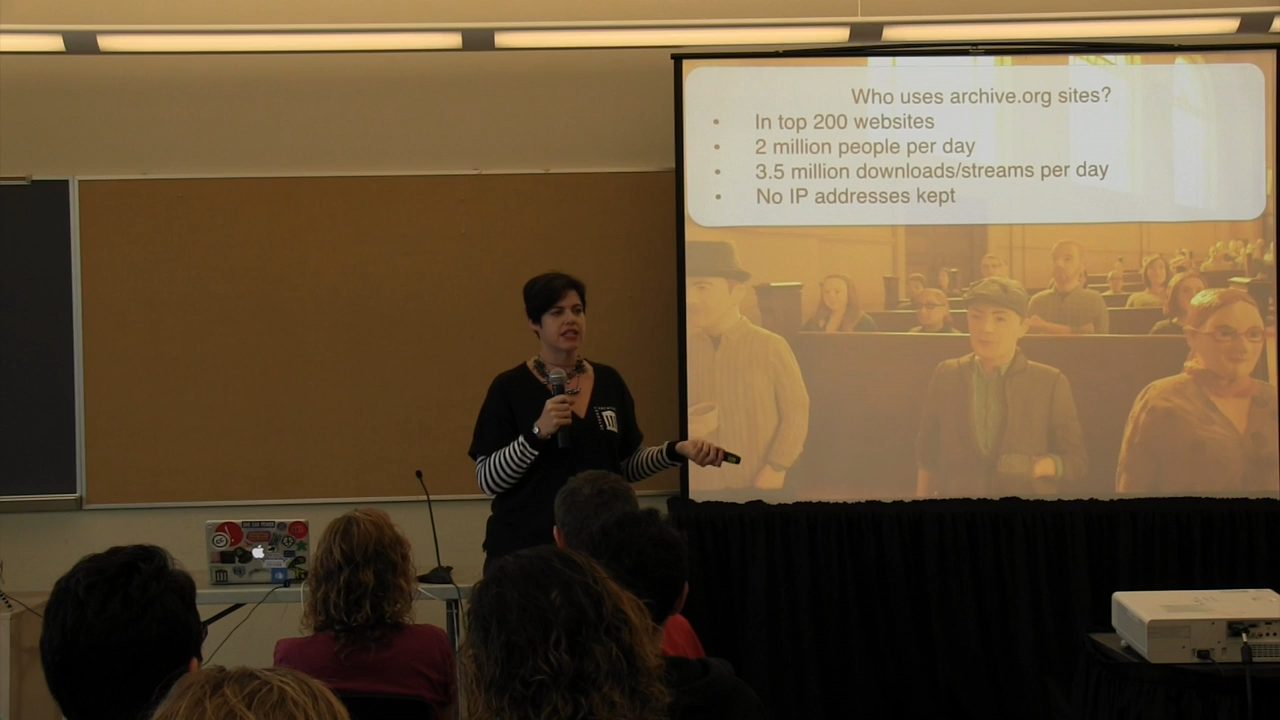 Who uses archive.org sites?
• In top 200 websites
• 2 million people per day
• 3.5 million downloads/streams per day
• No IP addresses kept